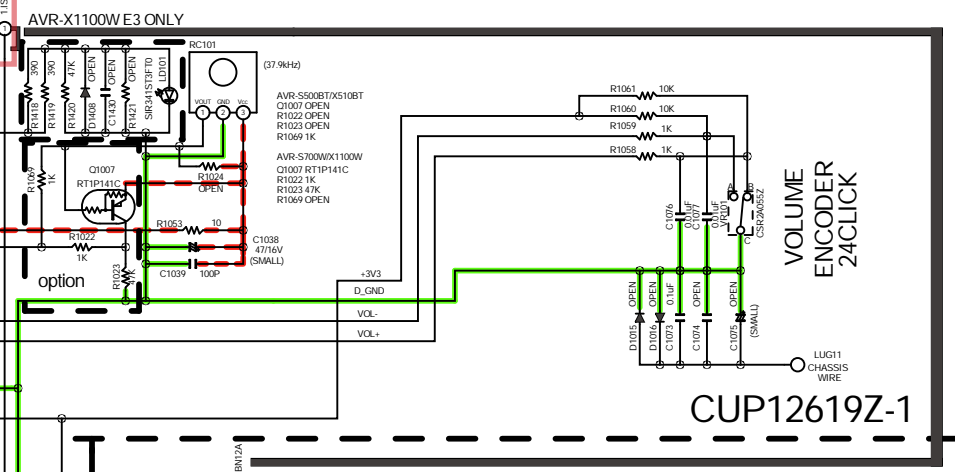 AVR-X1100W E3 ONLY
1.IS
1
390
390
47K
OPEN
OPEN
OPEN
SIR341ST3FT0
LD101
R1418
R1419
R1420
D1408
C1430
R1421
RC101
(37.9kHz)
VOUT GND Vcc
1 2 3
AVR-S500BT/X510BT
Q1007 OPEN
R1022 OPEN
R1023 OPEN
R1069 1K
AVR-S700W/X1100W
Q1007 RT1P141C
R1022 1K
R1023 47K
R1069 OPEN
R1069
1K
Q1007
RT1P141C
R1024
OPEN
R1053 10
R1022
1K
C1038
47/16V
(SMALL)
C1039 100P
R1023
47K
option
+3V3
D_GND
VOL-
VOL+
R1061 10K
R1060 10K
R1059 1K
R1058 1K
C1076
0.01uF
C1077
0.01uF
VR101
A B
C
CSR2A055Z
VOLUME
ENCODER
24CLICK
OPEN
OPEN
0.1uF
OPEN
OPEN
D1015
D1016
C1073
C1074
C1075
(SMALL)
LUG11
CHASSIS
WIRE
CUP12619Z-1
BN12A